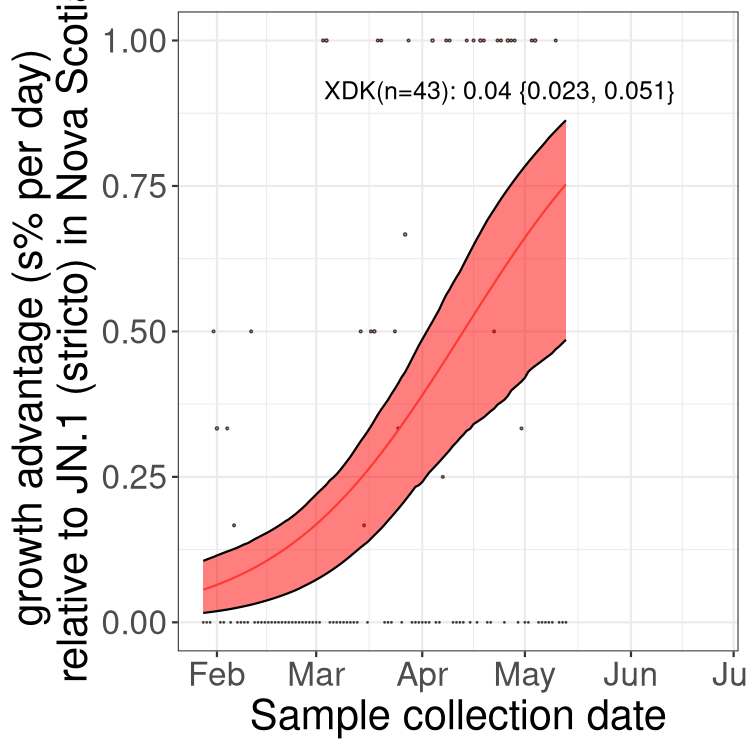 growth advantage (s% per day)
relative to JN.1 (stricto) in Nova Scotia
1.00
XDK(n=43): 0.04 {0.023, 0.051}
0.75
0.50
0.25
0.00
Feb Mar Apr May Jun Ju
Sample collection date